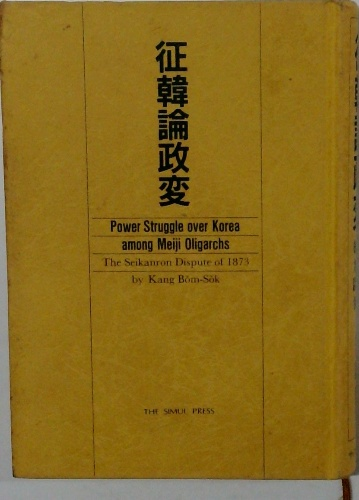 征韓論政変
Power Struggle over Korea
among Meiji Oligarchs
The Seikanron Dispute of 1873
by Kang Bŏm-Sŏk
THE SIMUL PRESS